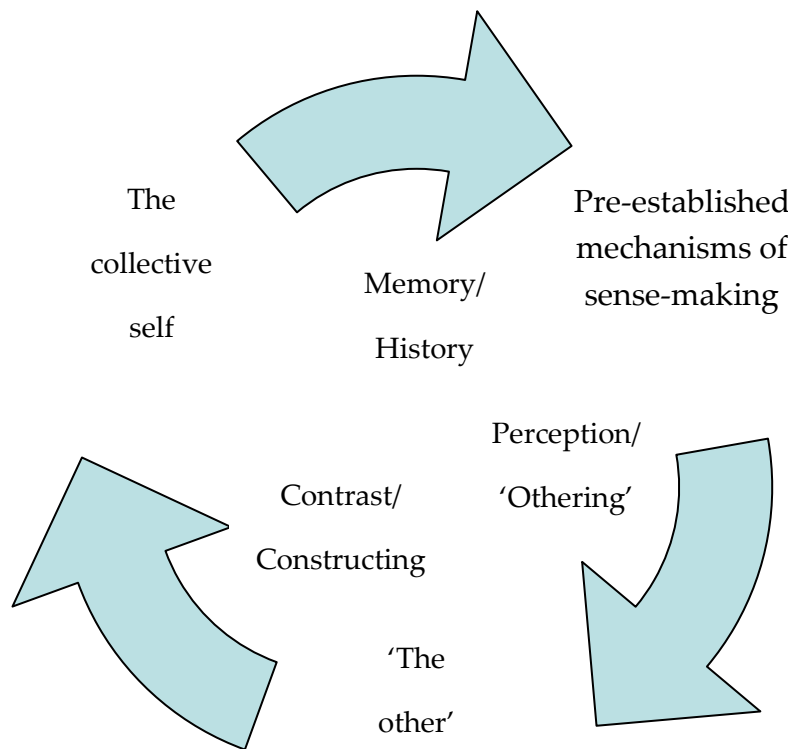 The
collective
self
Memory/
History
Pre-established
mechanisms of
sense-making
Perception/
‘Othering’
Contrast/
Constructing
‘The
other’